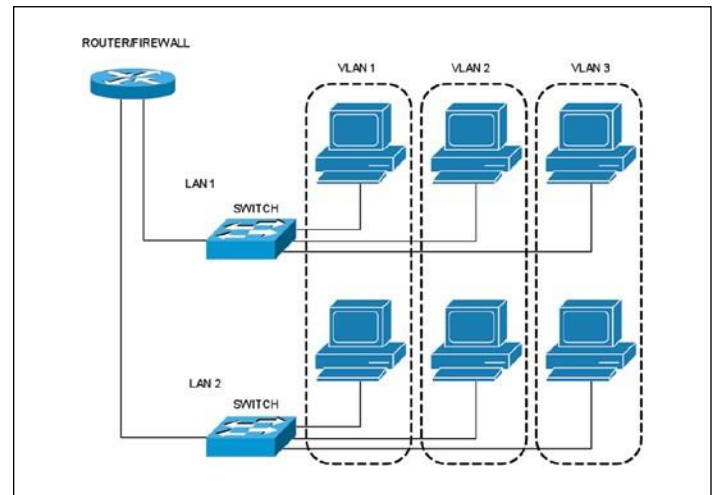 ROUTER/FIREWALL
VLAN 1
VLAN 2
VLAN 3
LAN 1
SWITCH
LAN 2
SWITCH